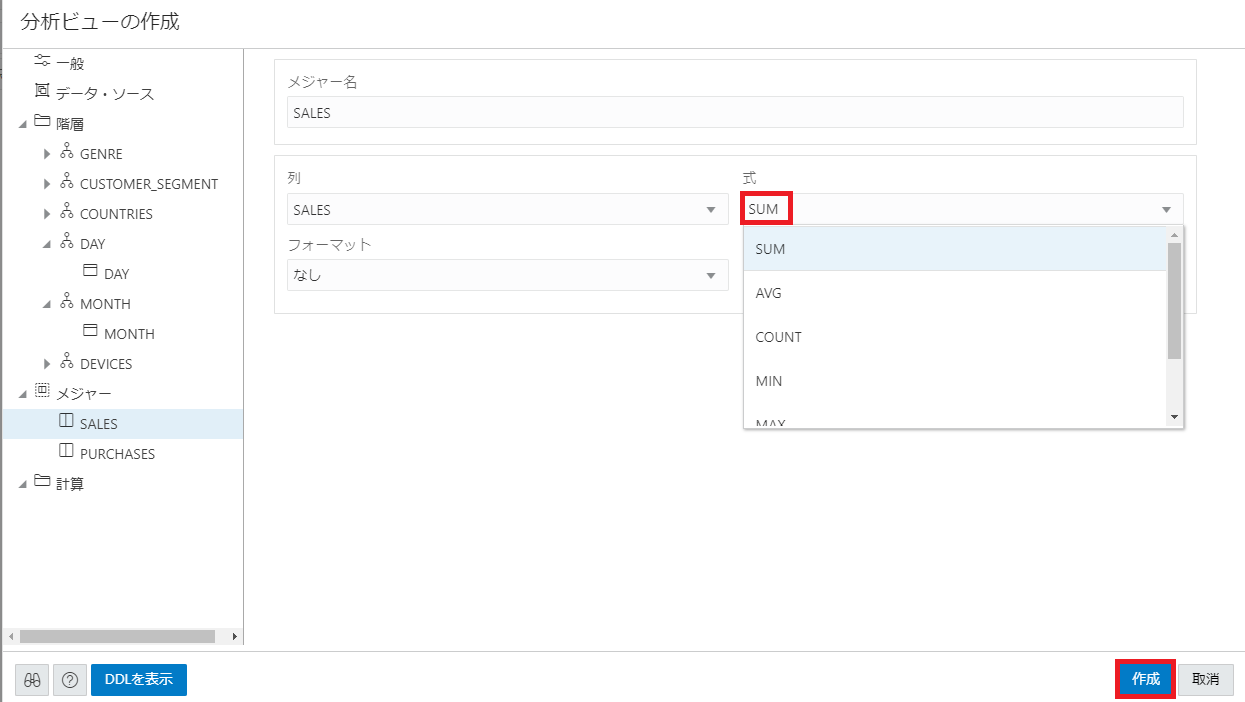 分析ビューの作成
一般
データ・ソース
階層
GENRE
CUSTOMER_SEGMENT
COUNTRIES
DAY
DAY
MONTH
MONTH
DEVICES
メジャー
SALES
PURCHASES
計算
メジャー名
SALES
列
式
SALES
SUM
フォーマット
なし
SUM
AVG
COUNT
MIN
MAX
DDLを表示
作成
取消